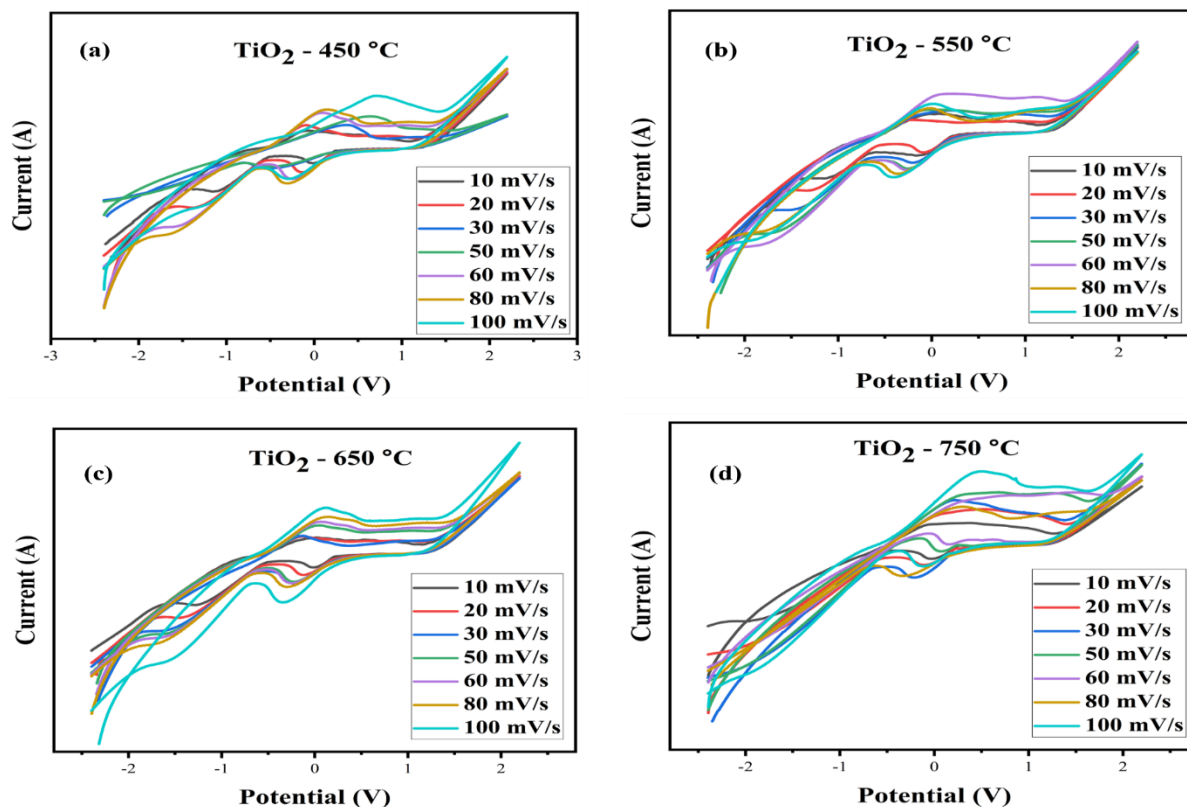 (a)
TiO2 - 450 °C
Current (A)
10 mV/s
20 mV/s
30 mV/s
50 mV/s
60 mV/s
80 mV/s
100 mV/s
-3
-2
-1
0
1
2
3
Potential (V)
(b)
TiO2 - 550 °C
Current (A)
10 mV/s
20 mV/s
30 mV/s
50 mV/s
60 mV/s
80 mV/s
100 mV/s
-2
-1
0
1
2
Potential (V)
(c)
TiO2 - 650 °C
Current (A)
10 mV/s
20 mV/s
30 mV/s
50 mV/s
60 mV/s
80 mV/s
100 mV/s
-2
-1
0
1
2
Potential (V)
(d)
TiO2 - 750 °C
Current (A)
10 mV/s
20 mV/s
30 mV/s
50 mV/s
60 mV/s
80 mV/s
100 mV/s
-2
-1
0
1
2
Potential (V)